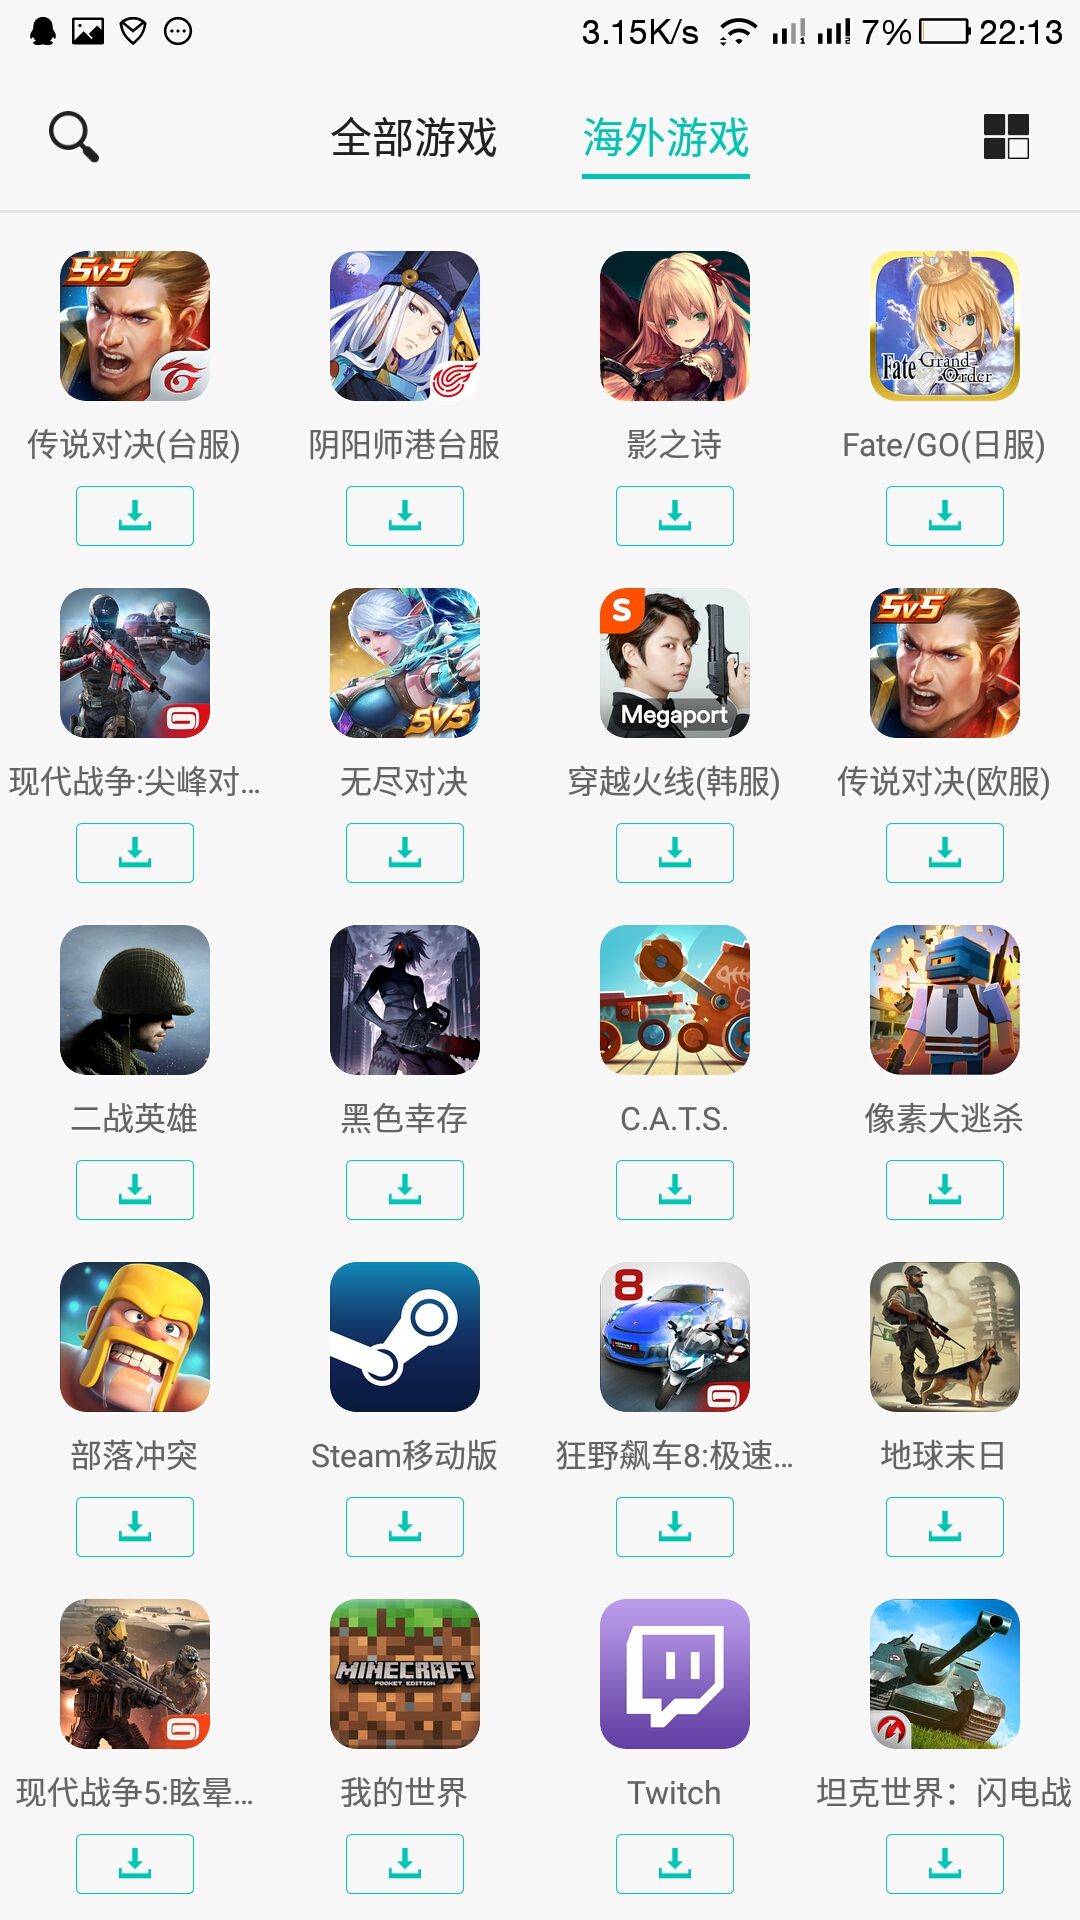 3.15K/s 7% 22:13
全部游戏 海外游戏
5v5
Fate Grand Order
传说对决(台服) 阴阳师港台服 影之诗 Fate/GO(日服)
5V5 S Megaport 5v5
现代战争:尖峰对... 无尽对决 穿越火线(韩服) 传说对决(欧服)
二战英雄 黑色幸存 C.A.T.S. 像素大逃杀
8
部落冲突 Steam移动版 狂野飙车8:极速... 地球末日
MINECRAFT
POCKET EDITION
现代战争5:眩晕... 我的世界 Twitch 坦克世界：闪电战